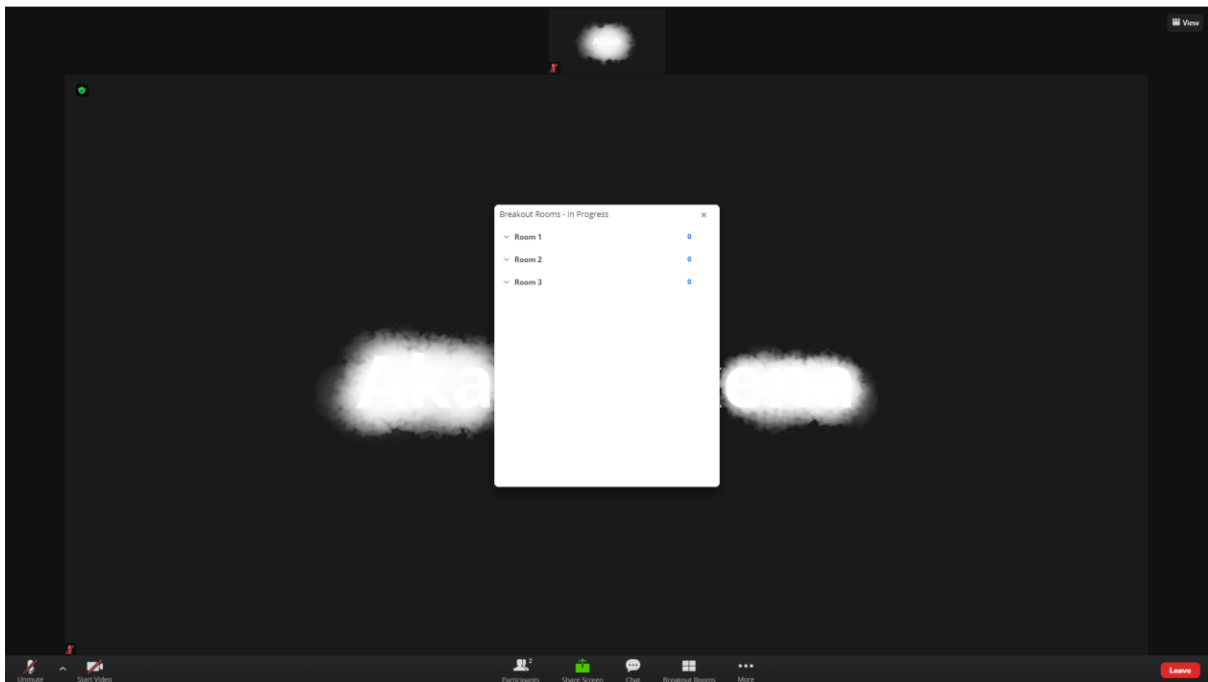 View
Breakout Rooms - In Progress
Room 1 0
Room 2 0
Room 3 0
Unmute
Start Video
2
Participants
Share Screen
Chat
Breakout Rooms
More
Leave